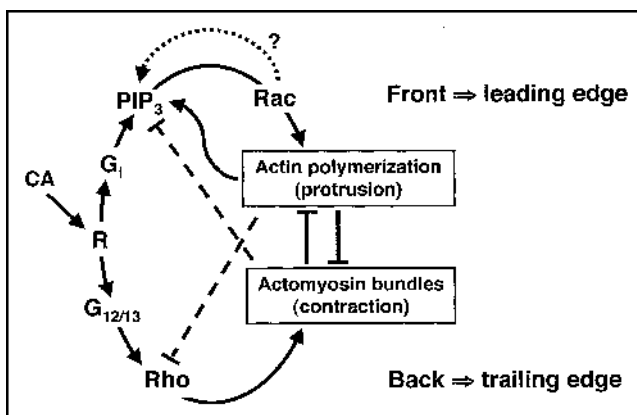 ?
PIP3
Rac
Front ⇒ leading edge
Gi
Actin polymerization
(protrusion)
CA
R
Actomyosin bundles
(contraction)
G12/13
Rho
Back ⇒ trailing edge